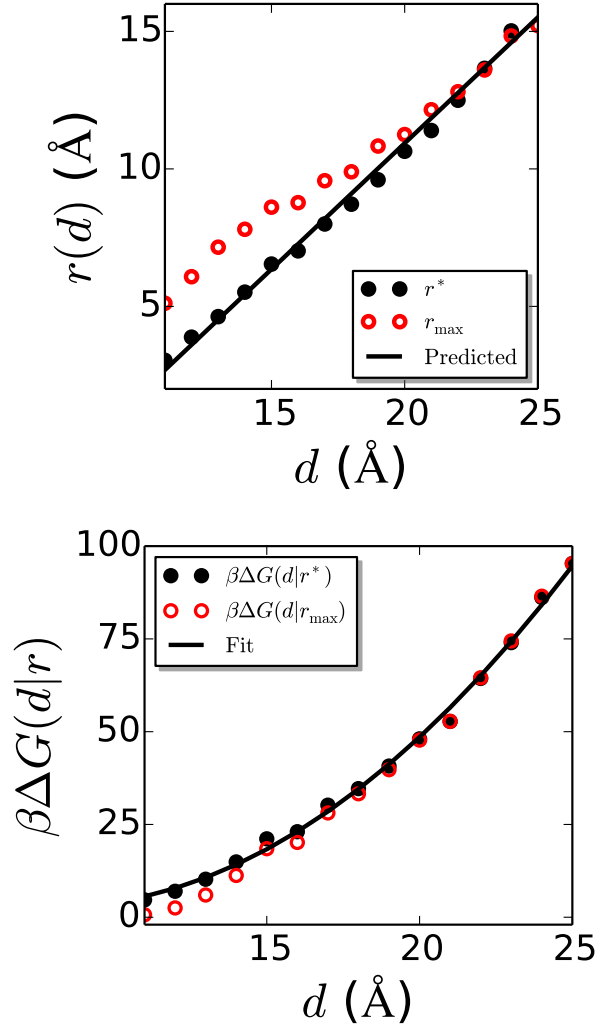 15
10
5
r(d) (Å)
r*
r_max
Predicted
15 20 25
d (Å)
100
75
50
25
0
βΔG(d|r)
βΔG(d|r*)
βΔG(d|r_max)
Fit
15 20 25
d (Å)